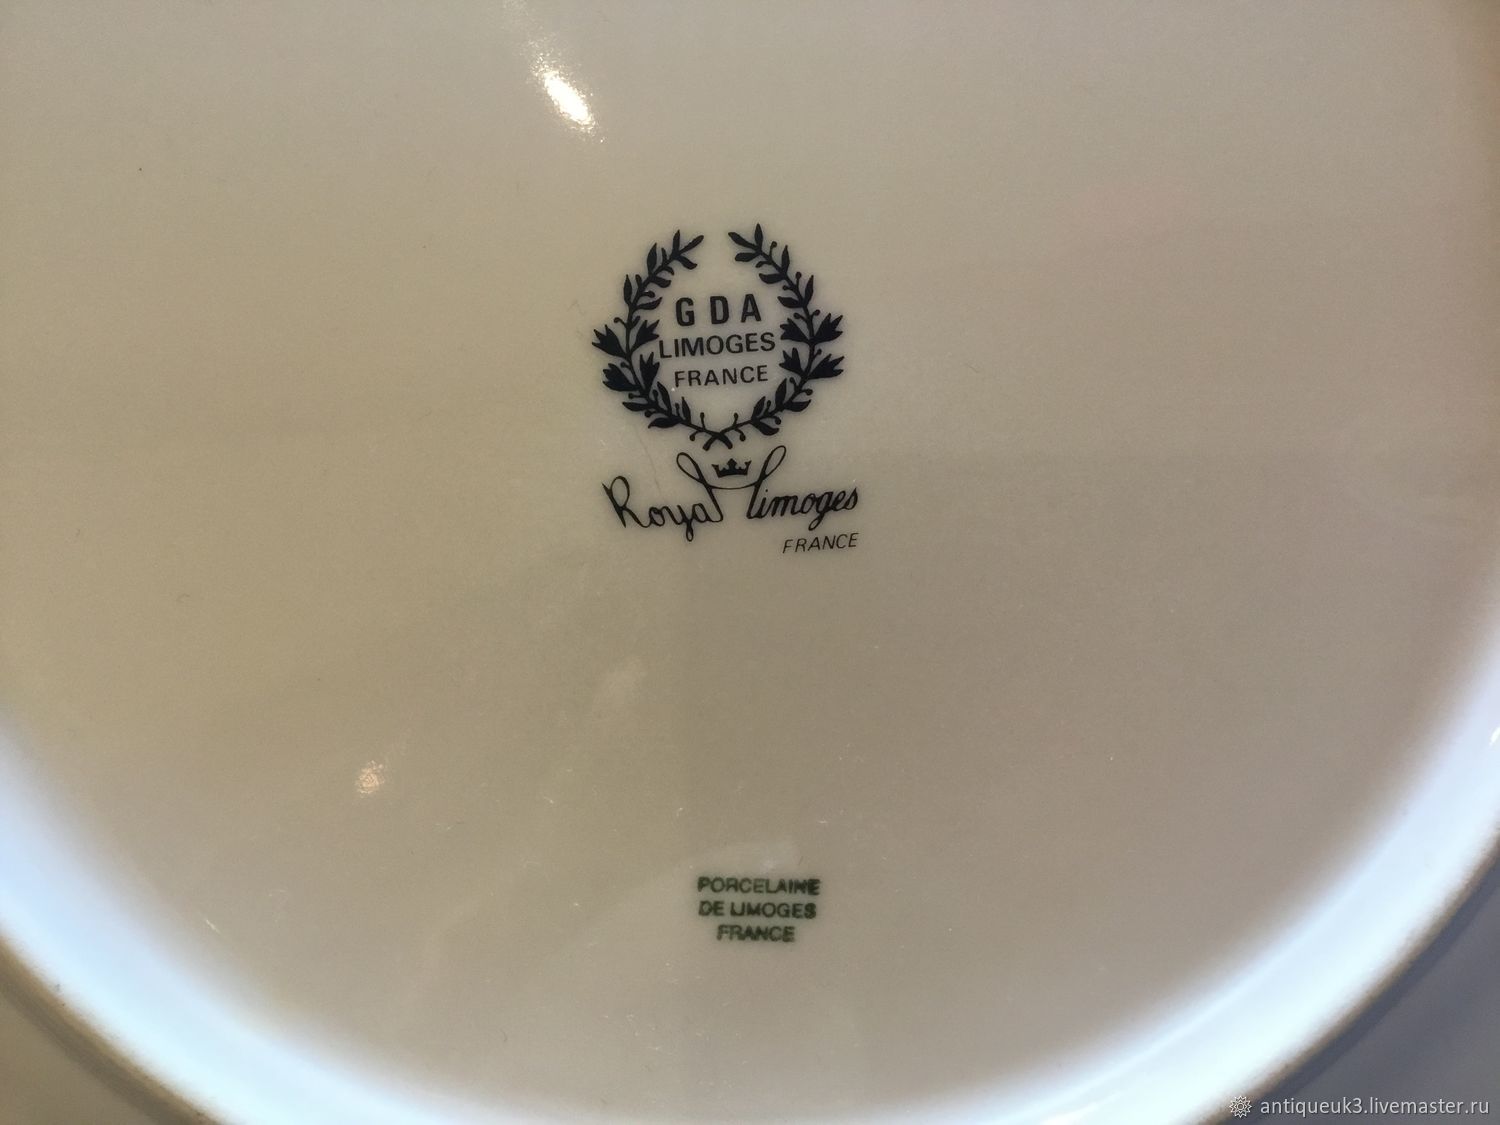 GDA
LIMOGES
FRANCE
Royal Limoges
FRANCE
PORCELAINE
DE LIMOGES
FRANCE
antiqueuk3.livemaster.ru